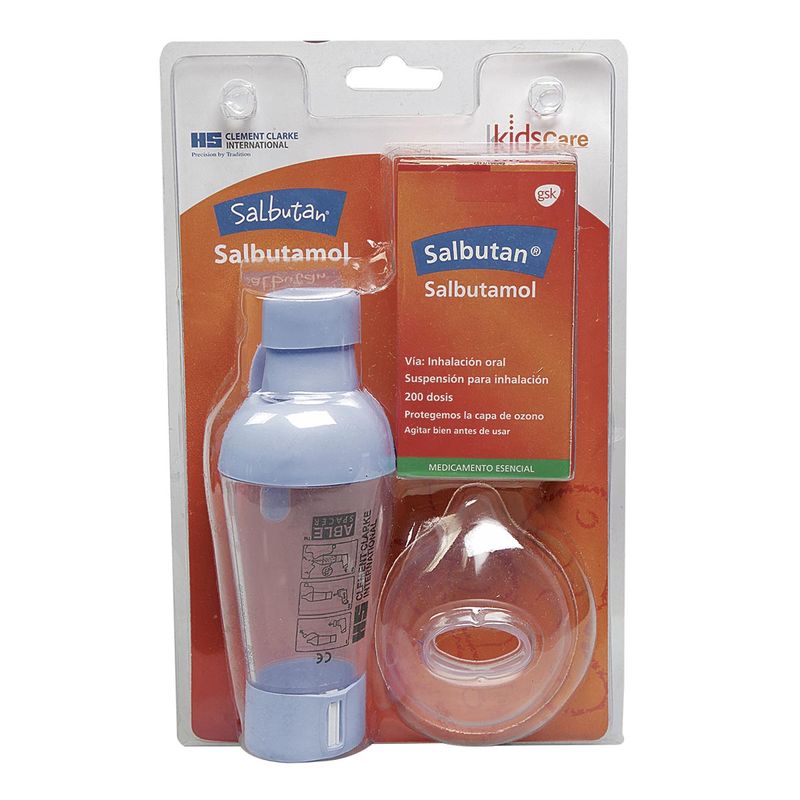 HS CLEMENT CLARKE
INTERNATIONAL
Precision by Tradition
kidscare
Salbutan®
Salbutamol
Salbutan
gsk
Salbutan®
Salbutamol
Vía: Inhalación oral
Suspensión para inhalación
200 dosis
Protegemos la capa de ozono
Agitar bien antes de usar
MEDICAMENTO ESENCIAL
ABLE
SPACER
HS CLEMENT CLARKE
INTERNATIONAL
CE